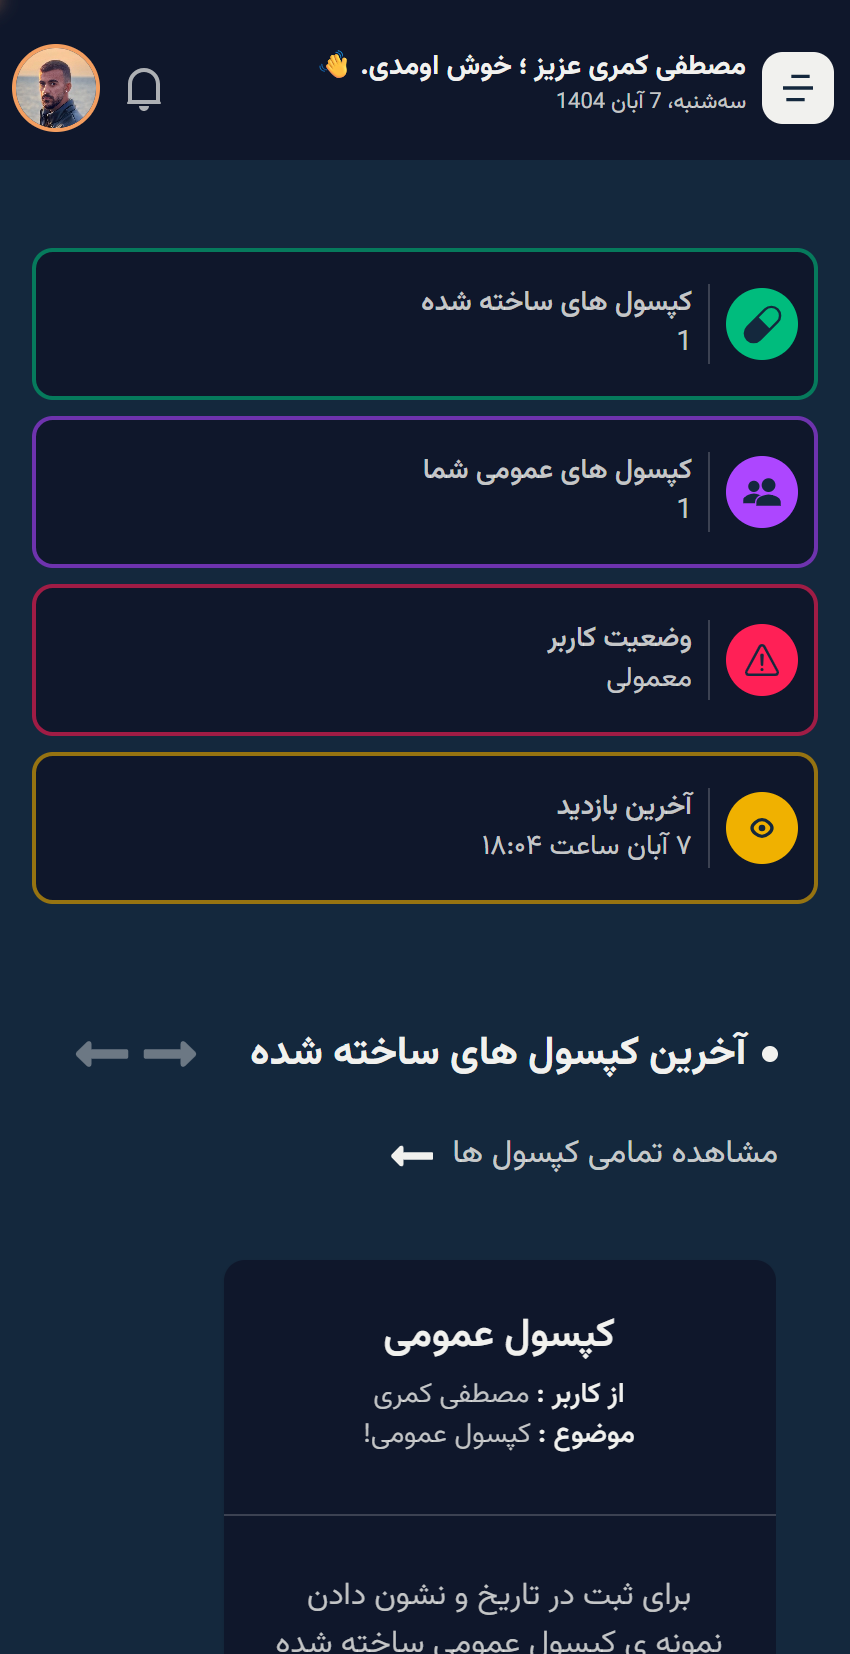 مصطفی کمری عزیز ؛ خوش اومدی. 👋
سه‌شنبه، 7 آبان 1404
کپسول های ساخته شده
1
کپسول های عمومی شما
1
وضعیت کاربر
معمولی
آخرین بازدید
۷ آبان ساعت ۱۸:۰۴
آخرین کپسول های ساخته شده
مشاهده تمامی کپسول ها
کپسول عمومی
از کاربر : مصطفی کمری
موضوع : کپسول عمومی!
برای ثبت در تاریخ و نشون دادن
نمونه ی کپسول عمومی ساخته شده